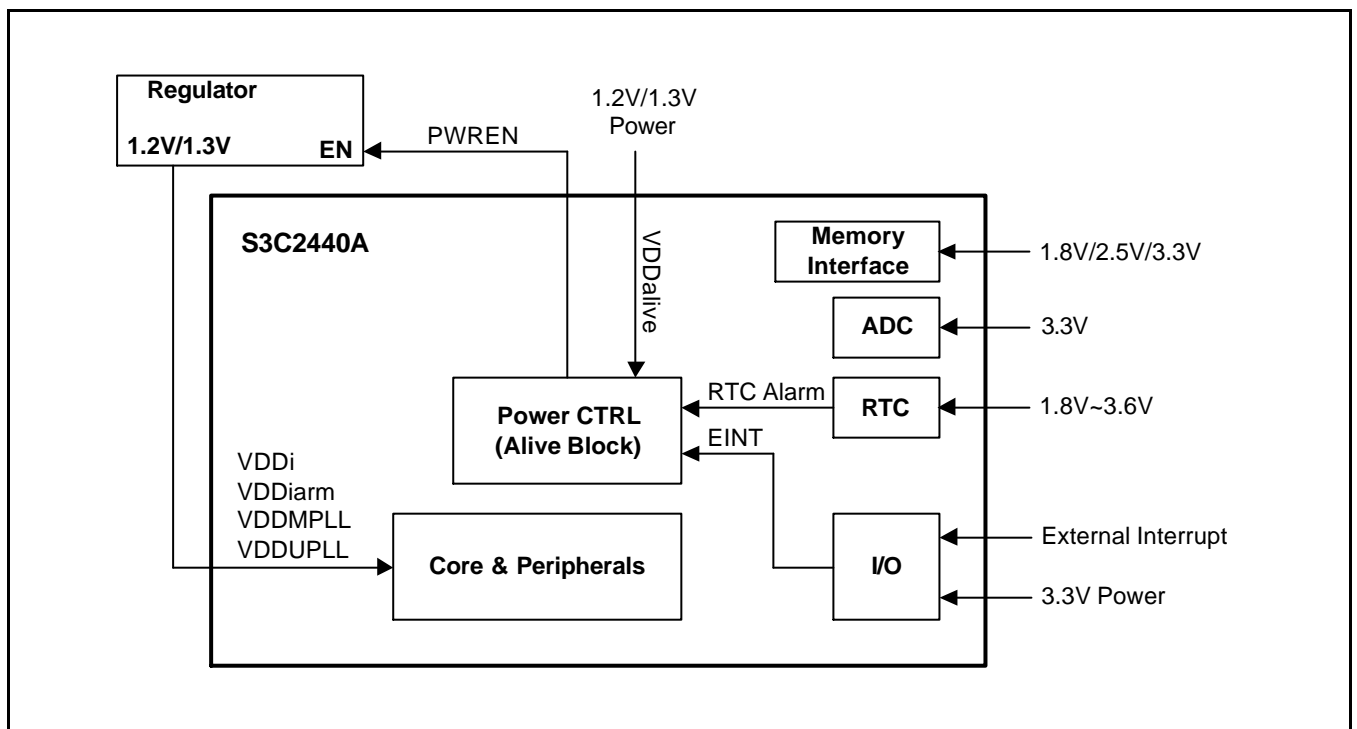 Regulator
1.2V/1.3V
EN
PWREN
1.2V/1.3V
Power
S3C2440A
VDDalive
Memory
Interface
1.8V/2.5V/3.3V
ADC
3.3V
Power CTRL
(Alive Block)
RTC Alarm
RTC
1.8V~3.6V
EINT
VDDi
VDDiarm
VDDMPLL
VDDUPLL
Core & Peripherals
I/O
External Interrupt
3.3V Power